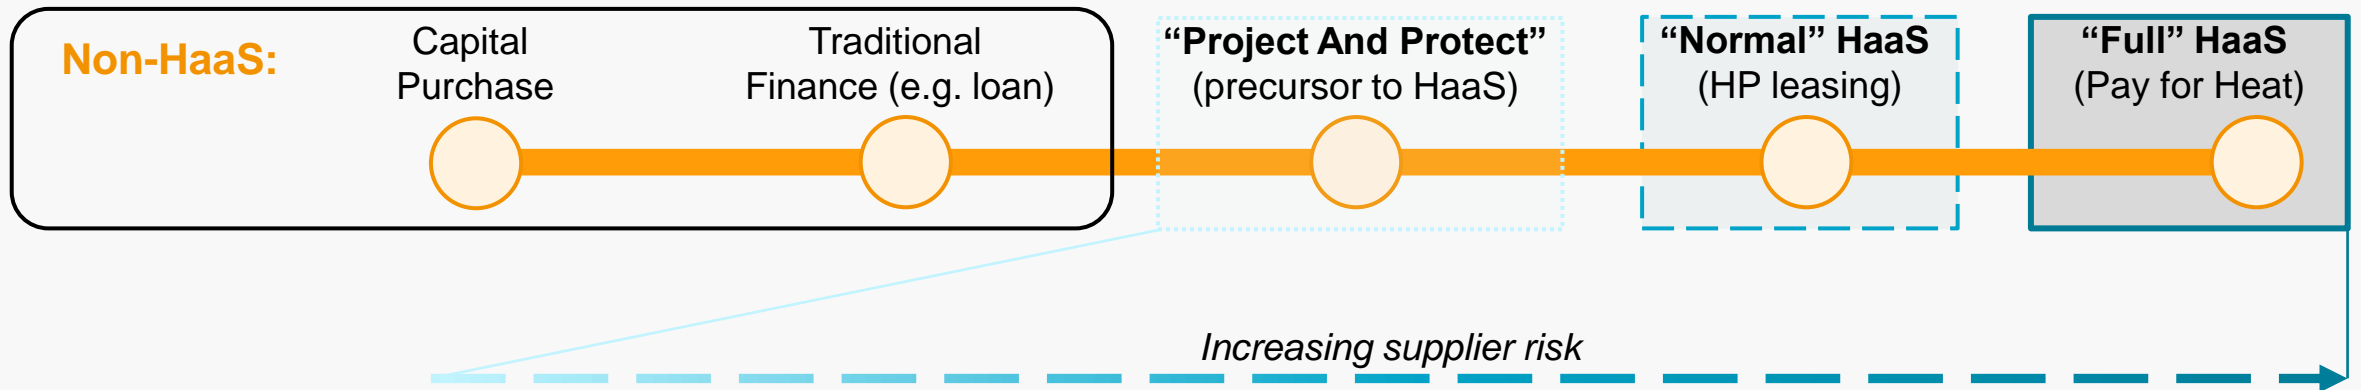 Non-HaaS:
Capital
Purchase
Traditional
Finance (e.g. loan)
“Project And Protect”
(precursor to HaaS)
“Normal” HaaS
(HP leasing)
“Full” HaaS
(Pay for Heat)
Increasing supplier risk